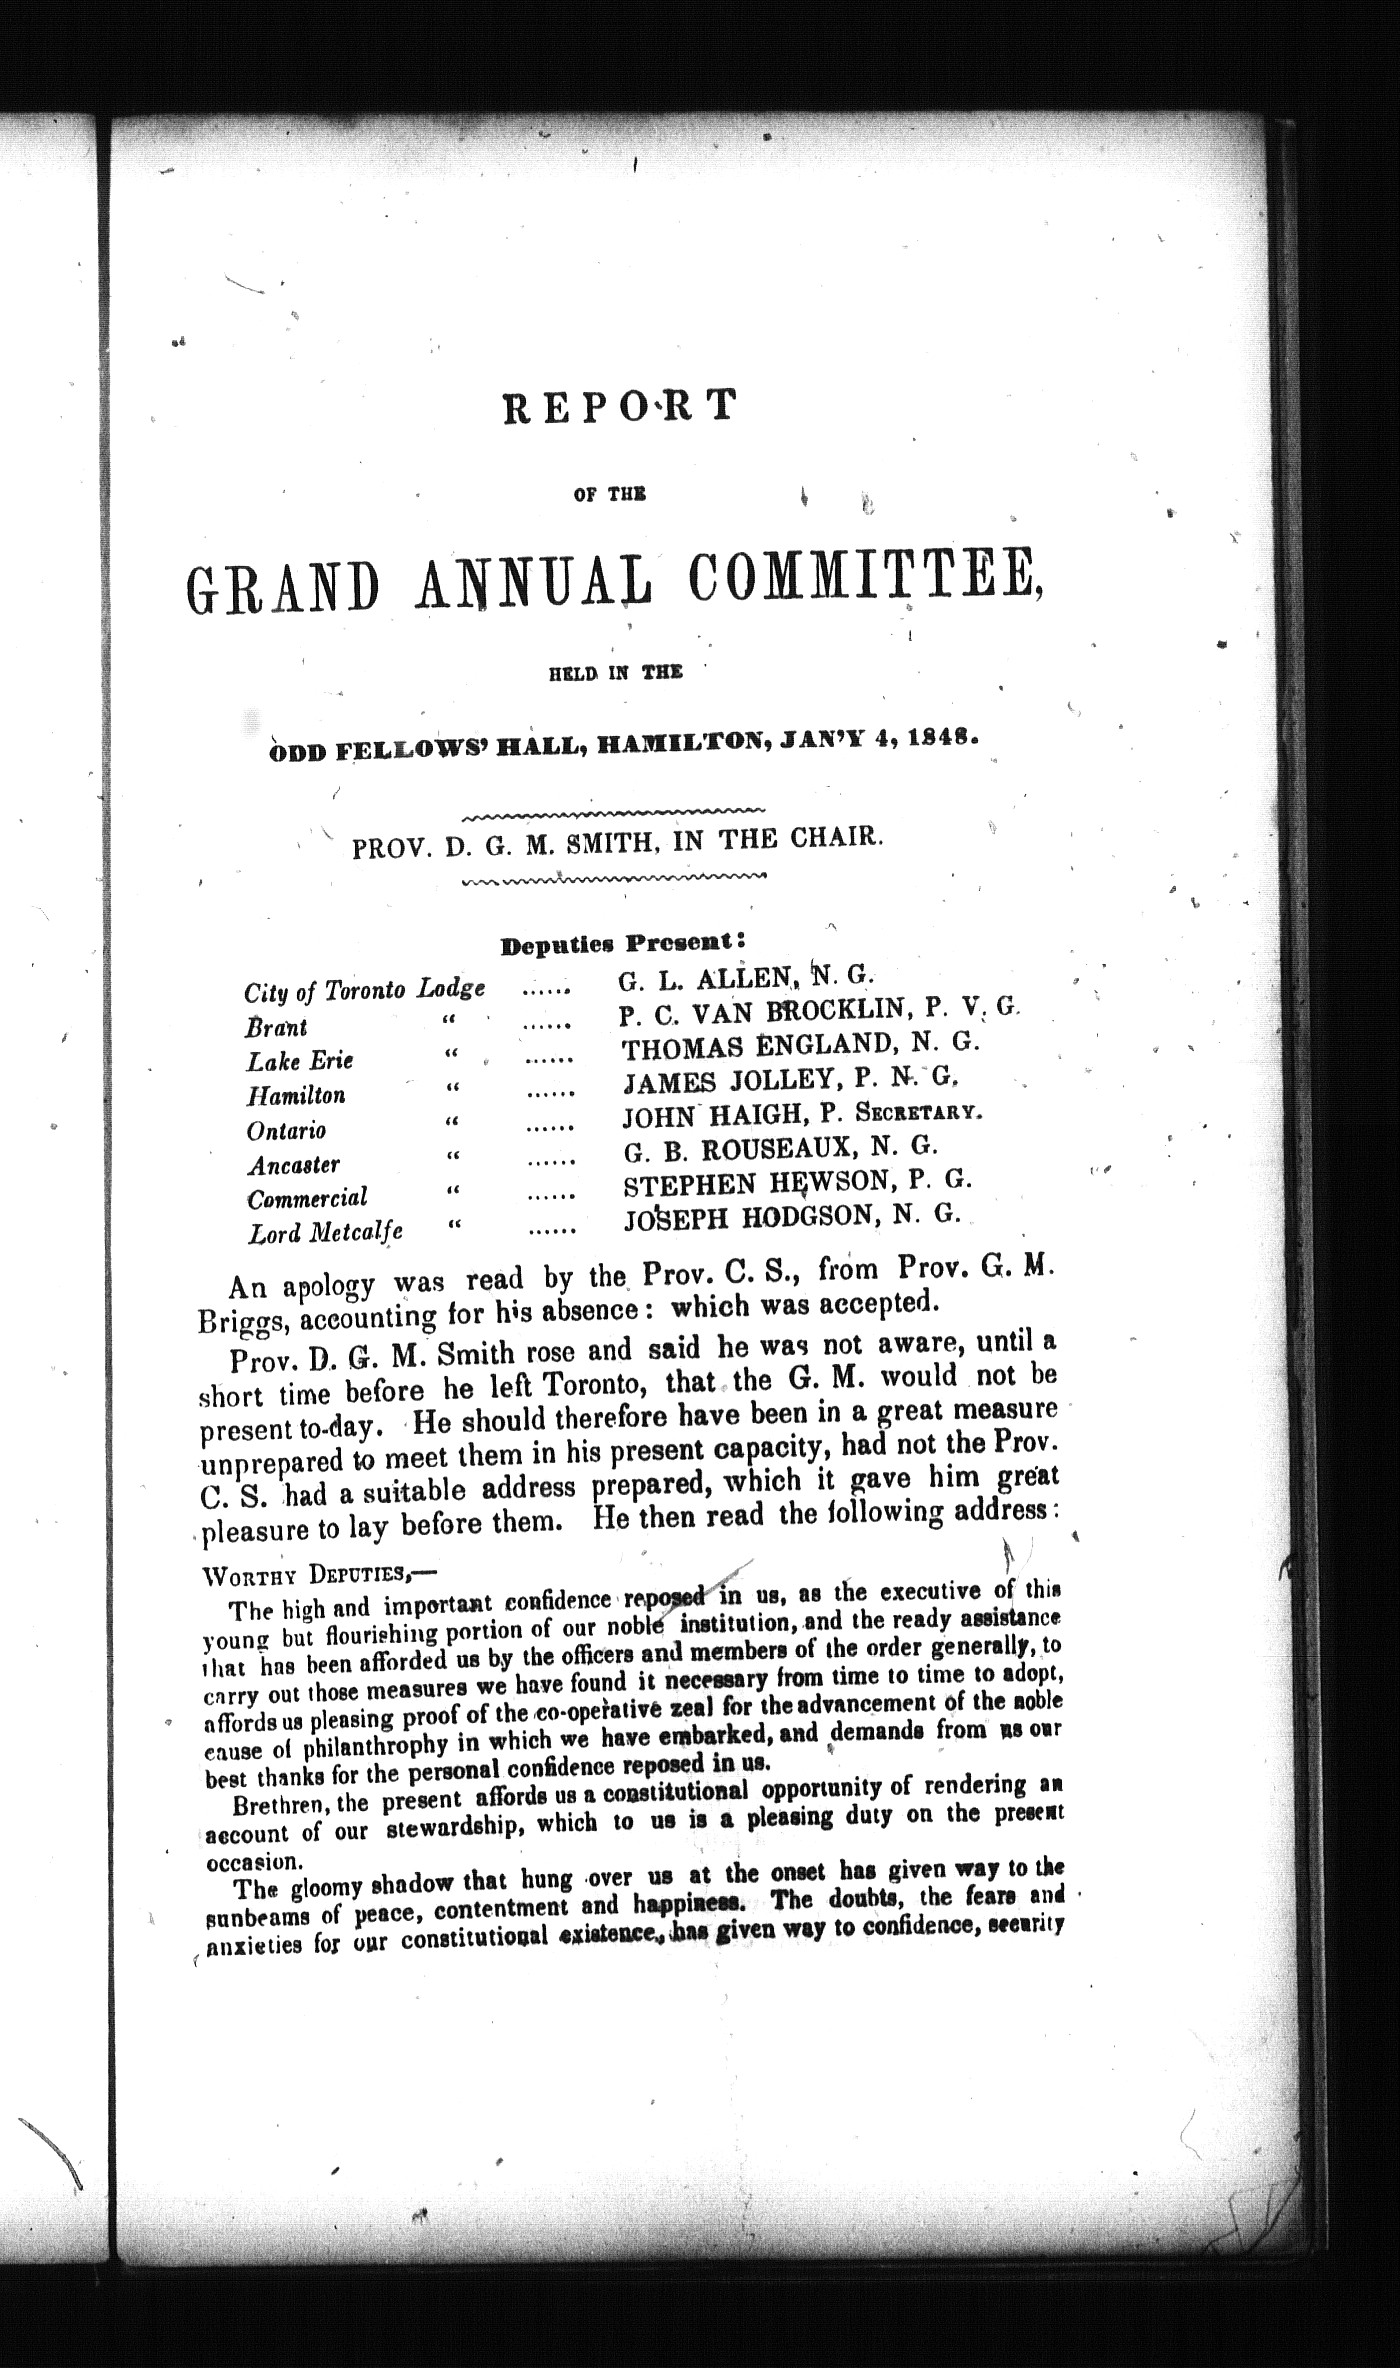 REPORT
OF THE
GRAND ANNUAL COMMITTEE,
HELD IN THE
ODD FELLOWS' HALL, HAMILTON, JAN'Y 4, 1848.
PROV. D. G. M. SMITH, IN THE CHAIR.
Deputies Present:
City of Toronto Lodge ...... G. L. ALLEN, N. G.
Brant " ...... P. C. VAN BROCKLIN, P. V. G.
Lake Erie " ...... THOMAS ENGLAND, N. G.
Hamilton " ...... JAMES JOLLEY, P. N. G.
Ontario " ...... JOHN HAIGH, P. SECRETARY.
Ancaster " ...... G. B. ROUSEAUX, N. G.
Commercial " ...... STEPHEN HEWSON, P. G.
Lord Metcalfe " ...... JOSEPH HODGSON, N. G.
An apology was read by the Prov. C. S., from Prov. G. M.
Briggs, accounting for his absence: which was accepted.
Prov. D. G. M. Smith rose and said he was not aware, until a
short time before he left Toronto, that the G. M. would not be
present to-day. He should therefore have been in a great measure
unprepared to meet them in his present capacity, had not the Prov.
C. S. had a suitable address prepared, which it gave him great
pleasure to lay before them. He then read the following address:
WORTHY DEPUTIES,—
The high and important confidence reposed in us, as the executive of this
young but flourishing portion of our noble institution, and the ready assistance
that has been afforded us by the officers and members of the order generally, to
carry out those measures we have found it necessary from time to time to adopt,
affords us pleasing proof of the co-operative zeal for the advancement of the noble
cause of philanthrophy in which we have embarked, and demands from us our
best thanks for the personal confidence reposed in us.
Brethren, the present affords us a constitutional opportunity of rendering an
account of our stewardship, which to us is a pleasing duty on the present
occasion.
The gloomy shadow that hung over us at the onset has given way to the
sunbeams of peace, contentment and happiness. The doubts, the fears and
anxieties for our constitutional existence, has given way to confidence, security